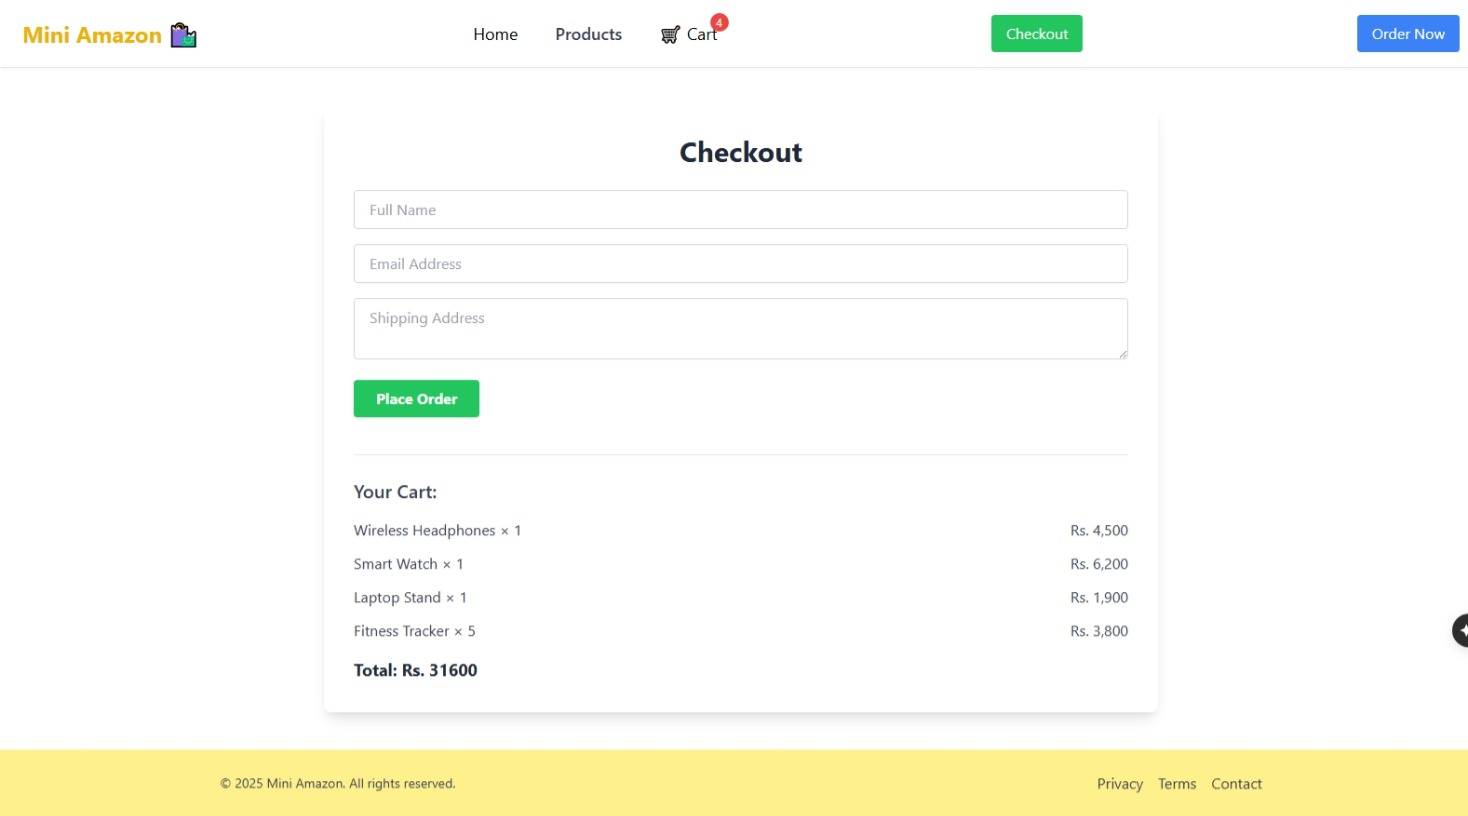 Mini Amazon
Home
Products
Cart
4
Checkout
Order Now
Checkout
Full Name
Email Address
Shipping Address
Place Order
Your Cart:
Wireless Headphones × 1 Rs. 4,500
Smart Watch × 1 Rs. 6,200
Laptop Stand × 1 Rs. 1,900
Fitness Tracker × 5 Rs. 3,800
Total: Rs. 31600
© 2025 Mini Amazon. All rights reserved.
Privacy Terms Contact